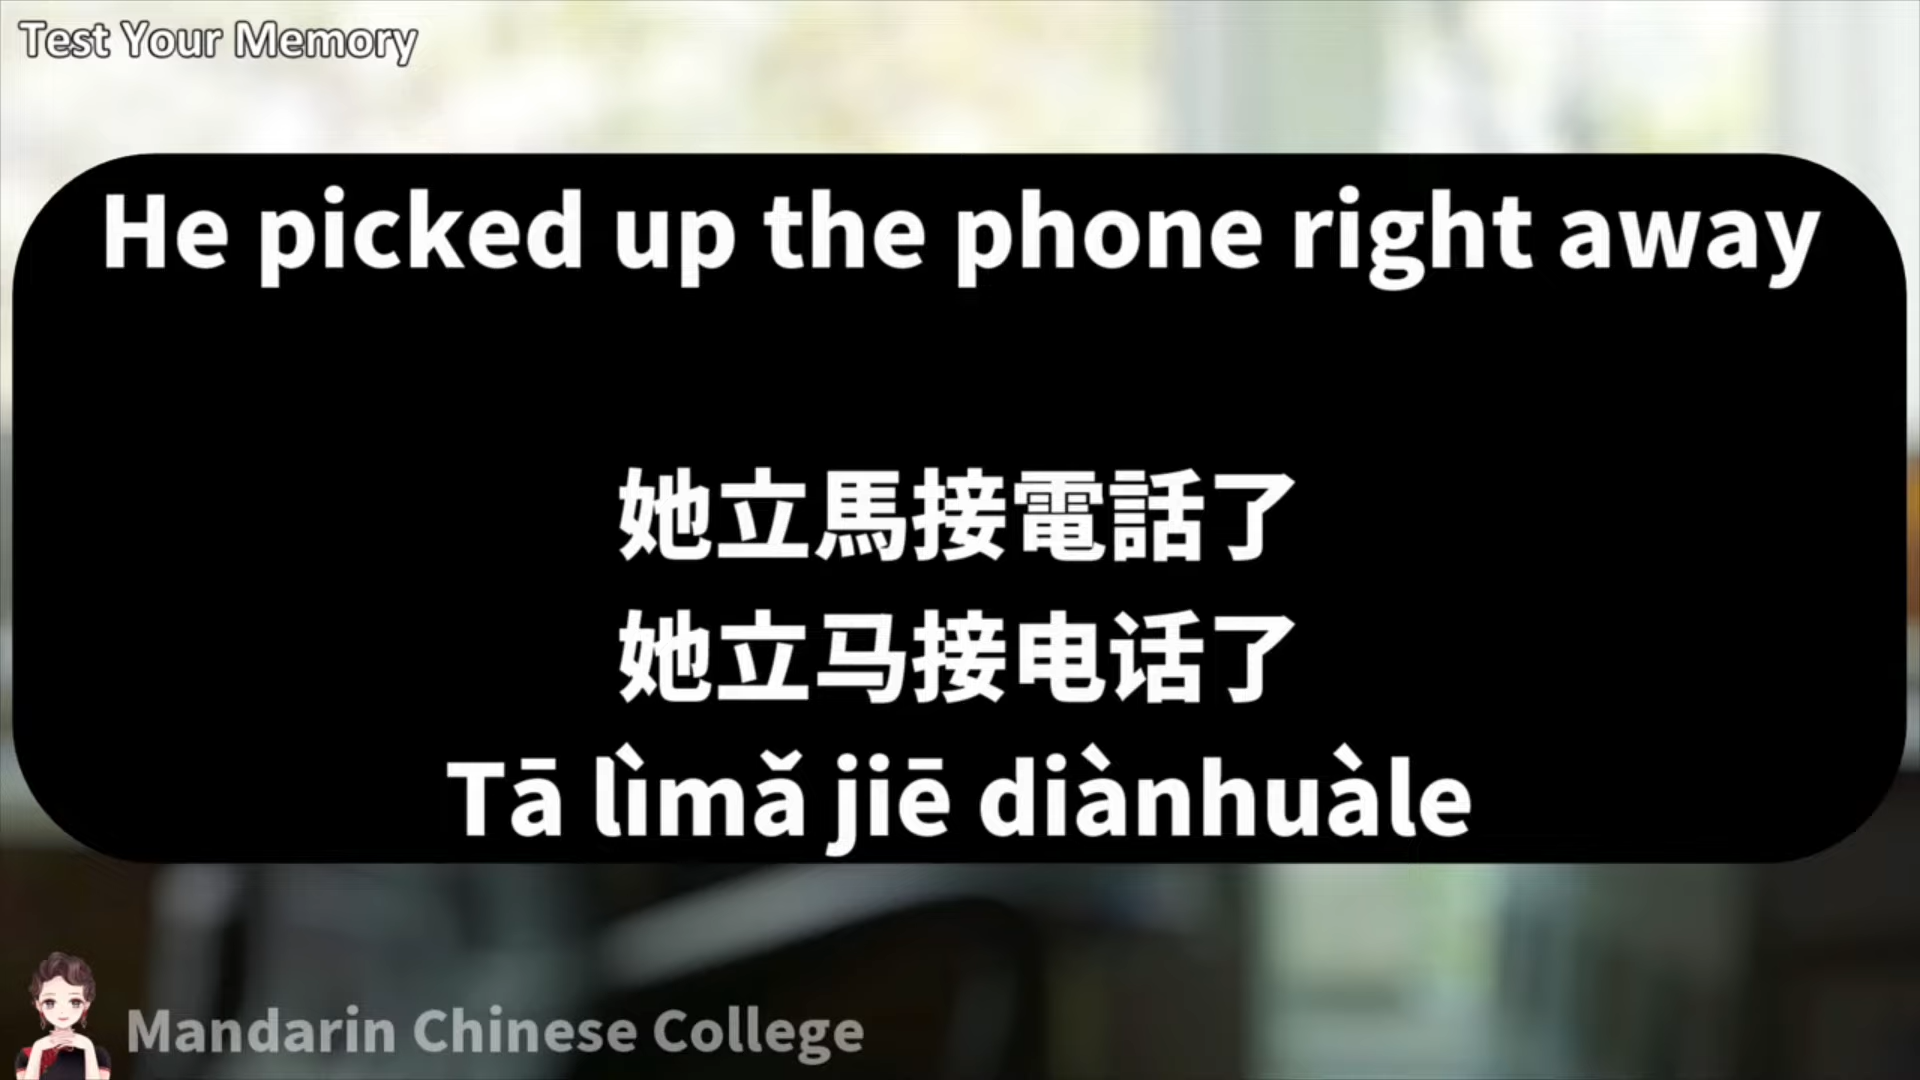 Test Your Memory
He picked up the phone right away
她立馬接電話了
她立马接电话了
Tā lìmǎ jiē diànhuàle
Mandarin Chinese College